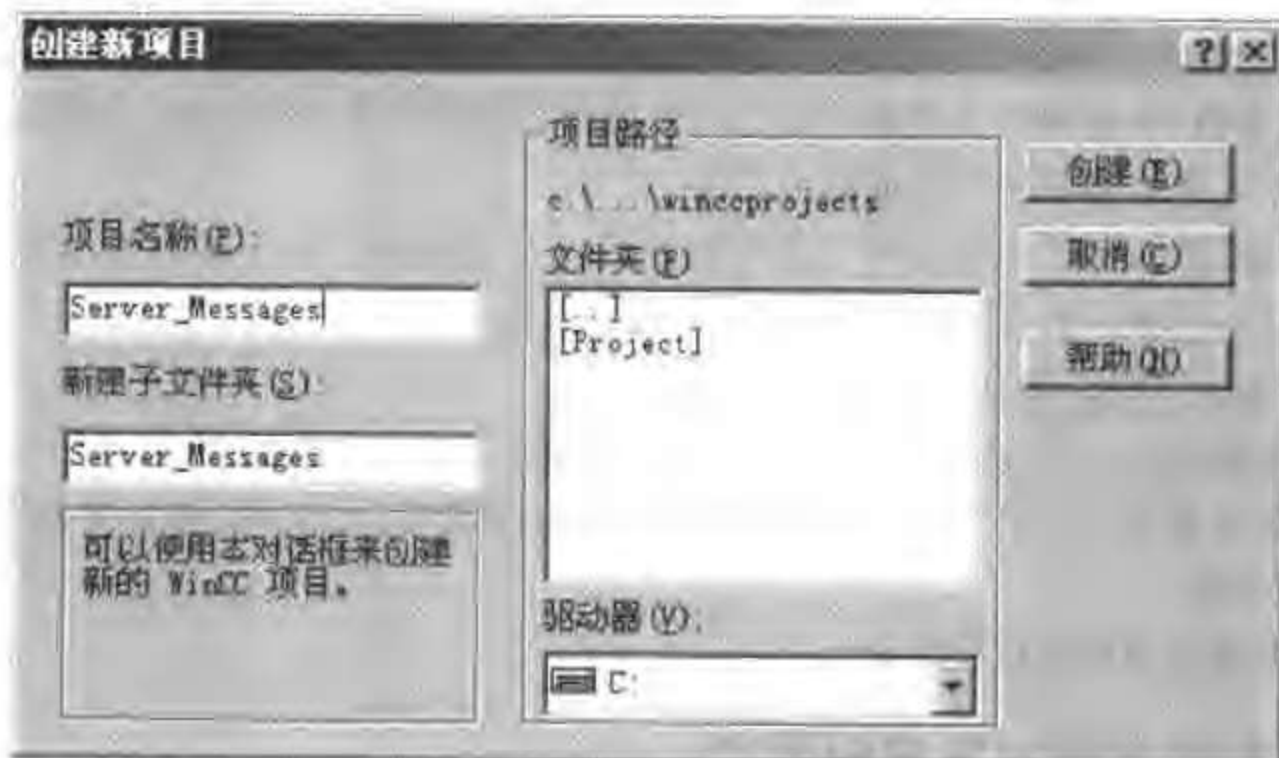 创建新项目
项目名称(P):
Server_Messages
新建子文件夹(S):
Server_Messages
可以使用本对话框来创建
新的 WinCC 项目。
项目路径
c:\...\winccprojects
文件夹(F)
[..]
[Project]
驱动器(V):
C:
创建(E)
取消(C)
帮助(H)